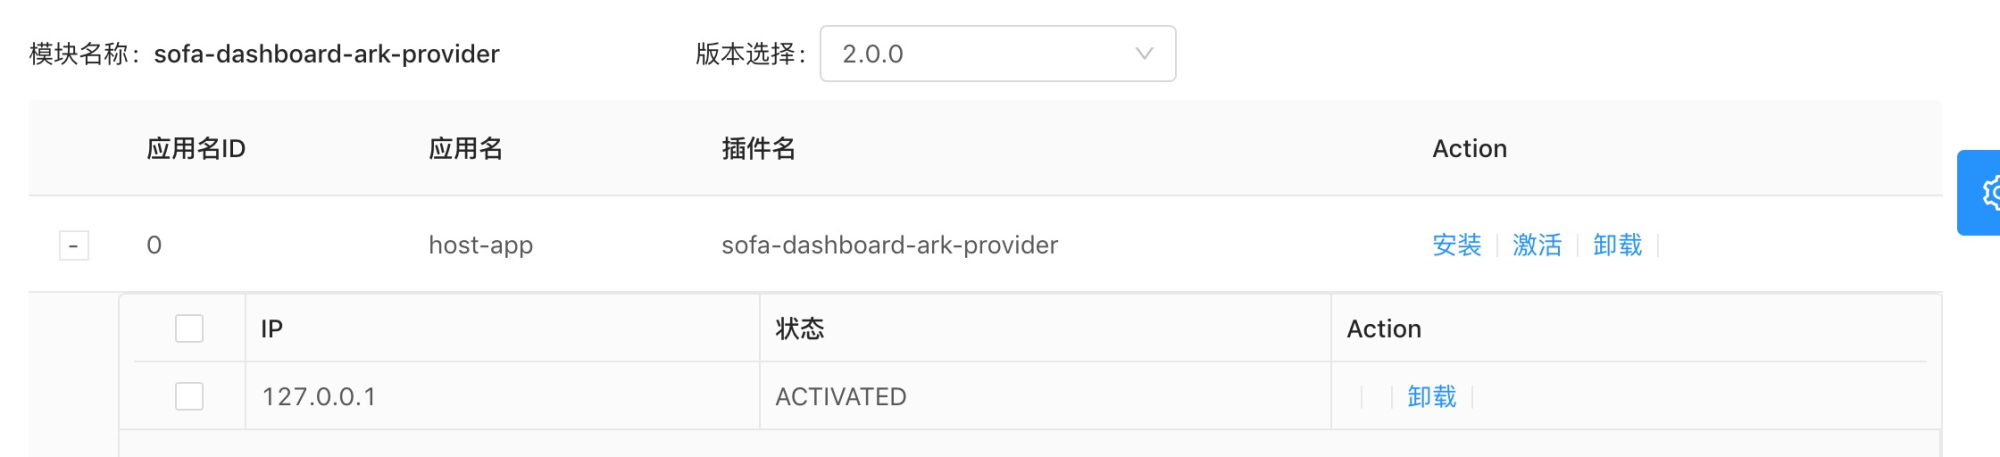 模块名称：sofa-dashboard-ark-provider 版本选择：2.0.0
应用名ID 应用名 插件名 Action
- 0 host-app sofa-dashboard-ark-provider 安装 激活 卸载
IP 状态 Action
127.0.0.1 ACTIVATED 卸载